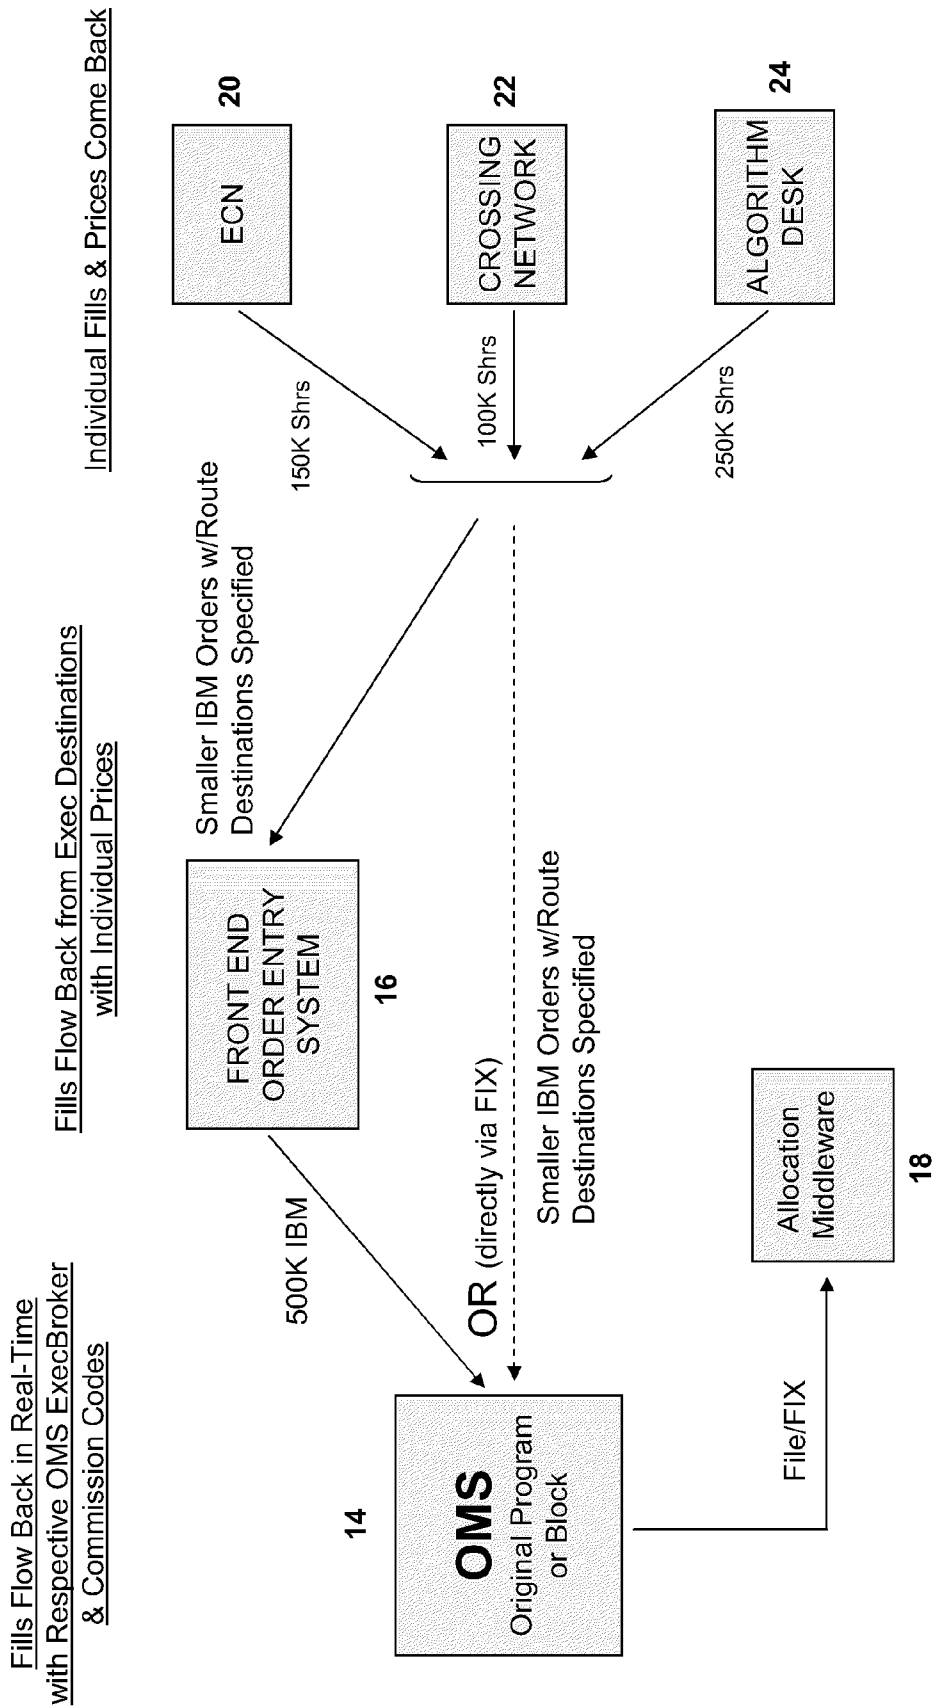 Fills Flow Back in Real-Time
with Respective OMS ExecBroker
& Commission Codes
Fills Flow Back from Exec Destinations
with Individual Prices
Individual Fills & Prices Come Back
14
OMS
Original Program
or Block
500K IBM
FRONT END
ORDER ENTRY
SYSTEM
16
Smaller IBM Orders w/Route
Destinations Specified
OR (directly via FIX)
Smaller IBM Orders w/Route
Destinations Specified
File/FIX
Allocation
Middleware
18
150K Shrs
100K Shrs
250K Shrs
ECN
20
CROSSING
NETWORK
22
ALGORITHM
DESK
24